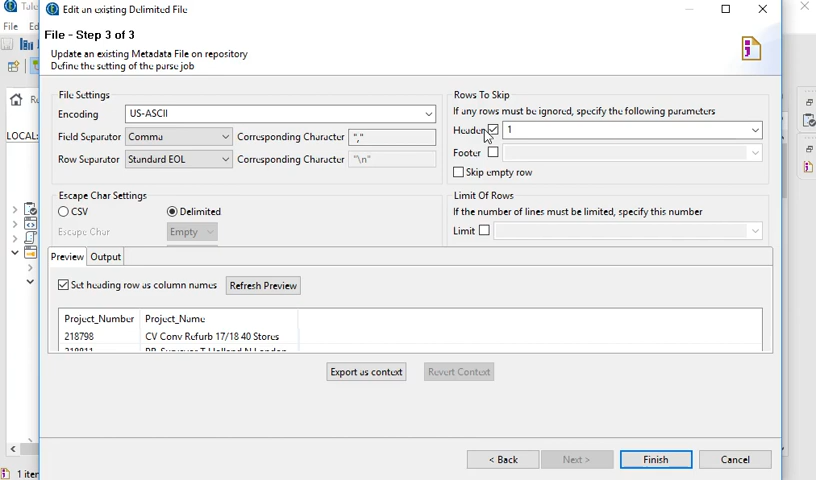 Edit an existing Delimited File
File - Step 3 of 3
Update an existing Metadata File on repository
Define the setting of the parse job
File
LOCAL:
File Settings
Encoding US-ASCII
Field Separator Comma Corresponding Character ","
Row Separator Standard EOL Corresponding Character "\n"
Rows To Skip
If any rows must be ignored, specify the following parameters
Header 1
Footer
Skip empty row
Escape Char Settings
CSV Delimited
Escape Char Empty
Limit Of Rows
If the number of lines must be limited, specify this number
Limit
Preview Output
Set heading row as column names Refresh Preview
Project_Number Project_Name
218798 CV Conv Refurb 17/18 40 Stores
Export as context Revert Context
< Back Next > Finish Cancel